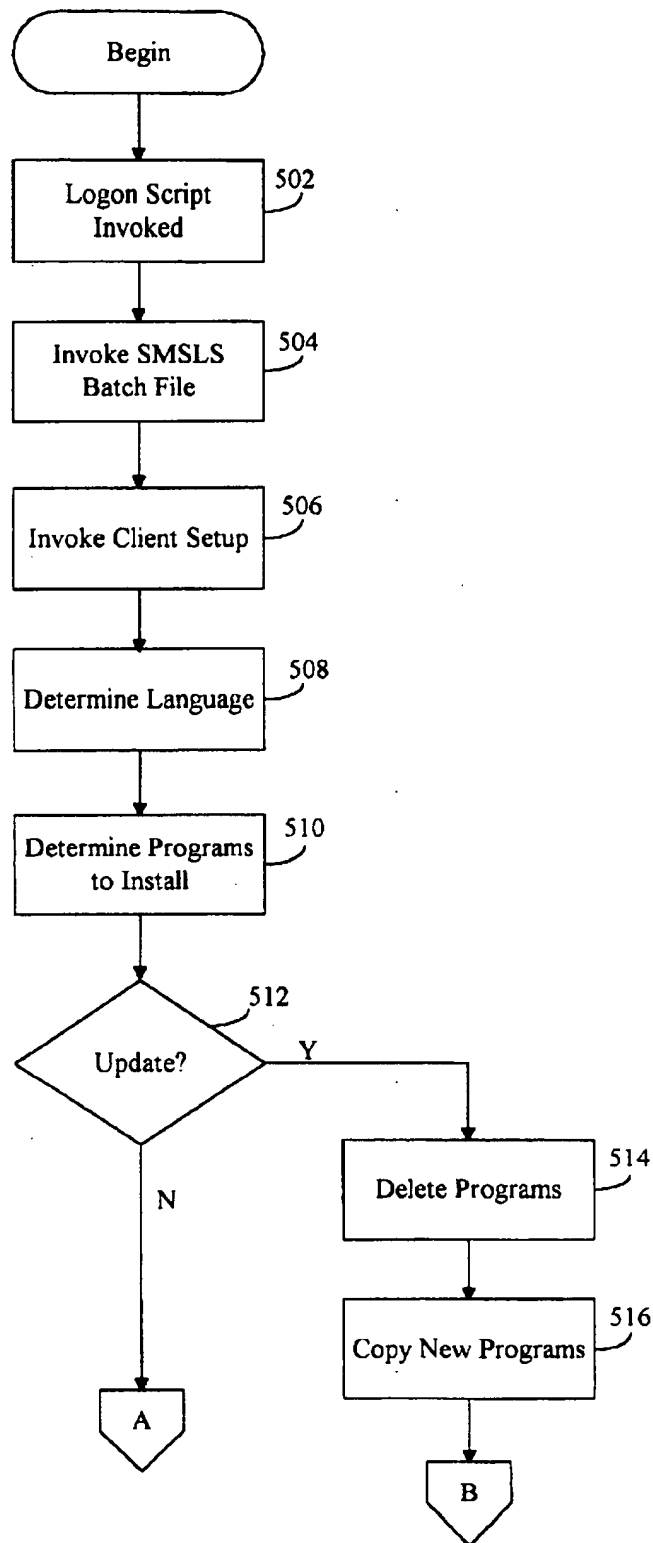 Begin
502
Logon Script
Invoked
504
Invoke SMSLS
Batch File
506
Invoke Client Setup
508
Determine Language
510
Determine Programs
to Install
512
Update?
Y
N
514
Delete Programs
516
Copy New Programs
A
B